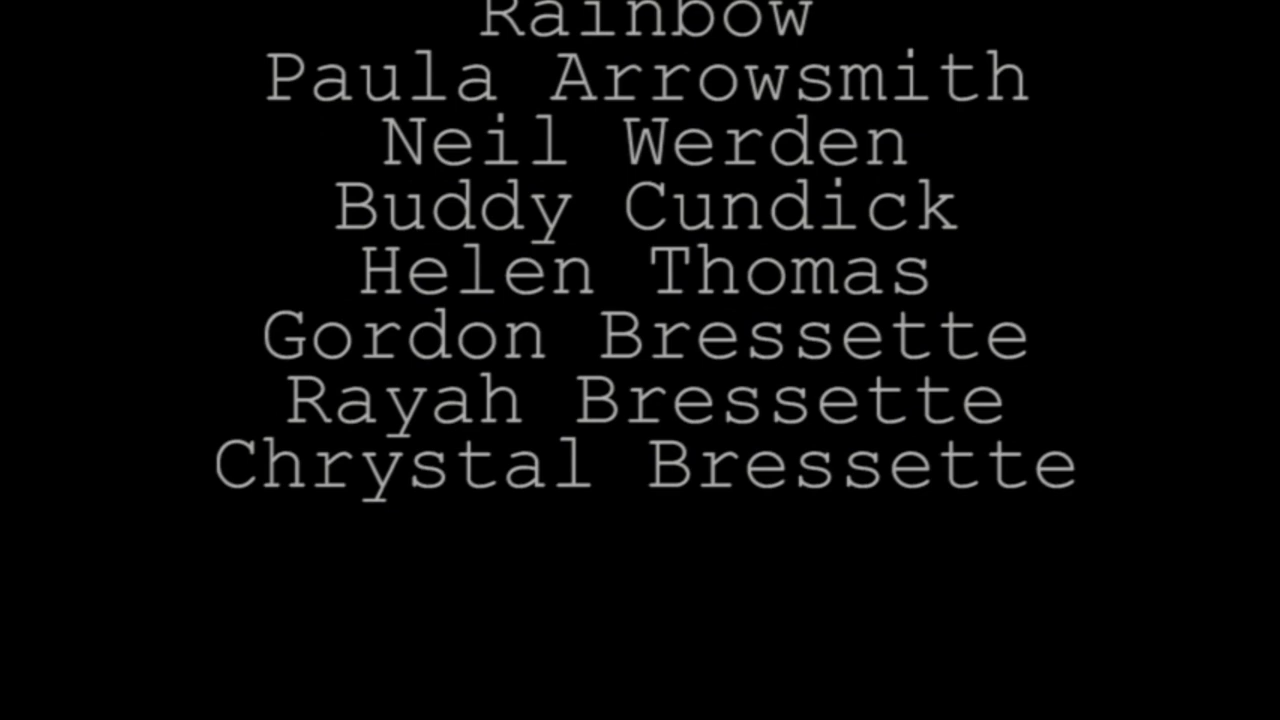 Rainbow
Paula Arrowsmith
Neil Werden
Buddy Cundick
Helen Thomas
Gordon Bressette
Rayah Bressette
Chrystal Bressette